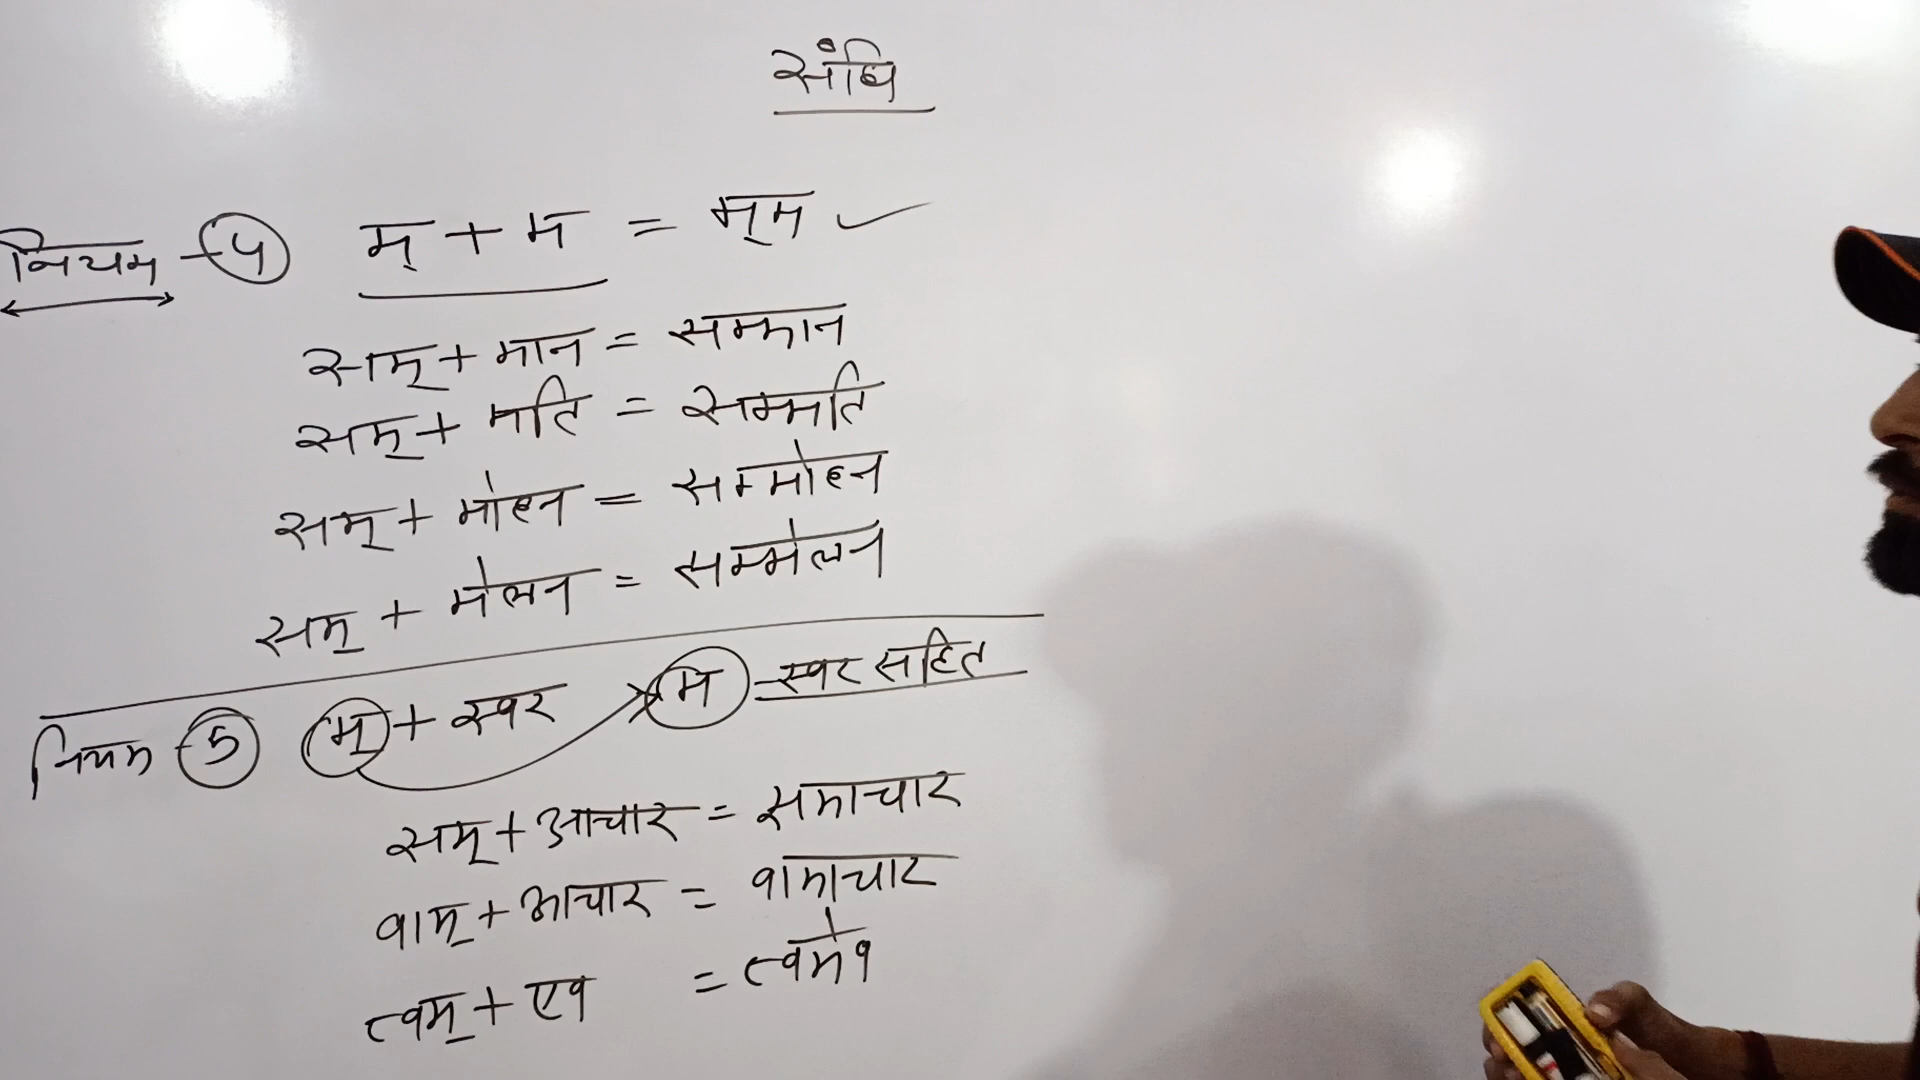 संधि
नियम - 4 म् + म = म्म ✓
साम् + मान = सम्मान
सम् + मति = सम्मति
सम् + मोहन = सम्मोहन
सम् + मेलन = सम्मेलन
नियम - 5 म् + स्वर म - स्वर सहित
सम् + आचार = समाचार
वाम् + आचार = वामाचार
त्वम् + एव = त्वमेव